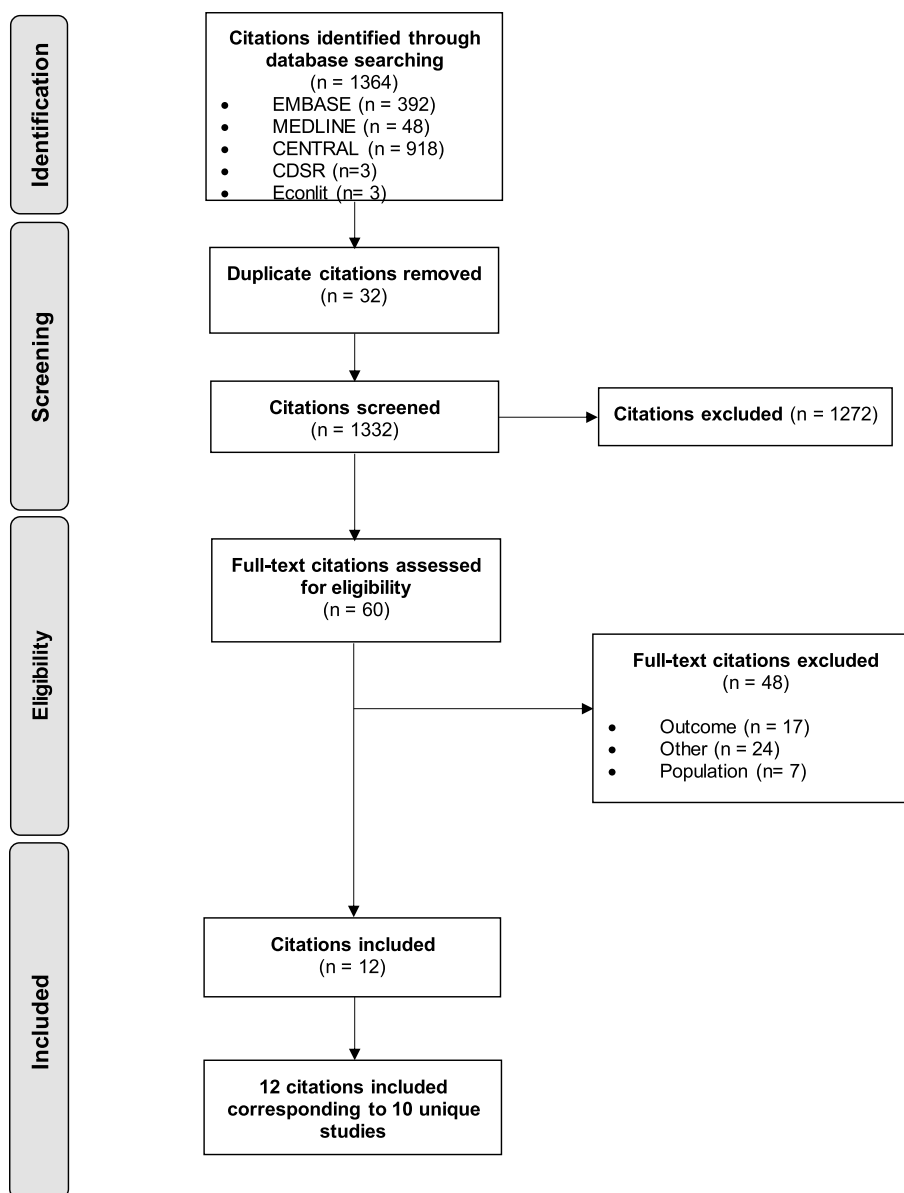 Identification
Citations identified through
database searching
(n = 1364)
• EMBASE (n = 392)
• MEDLINE (n = 48)
• CENTRAL (n = 918)
• CDSR (n=3)
• Econlit (n= 3)
Screening
Duplicate citations removed
(n = 32)
Citations screened
(n = 1332)
Citations excluded (n = 1272)
Eligibility
Full-text citations assessed
for eligibility
(n = 60)
Full-text citations excluded
(n = 48)
• Outcome (n = 17)
• Other (n = 24)
• Population (n= 7)
Included
Citations included
(n = 12)
12 citations included
corresponding to 10 unique
studies